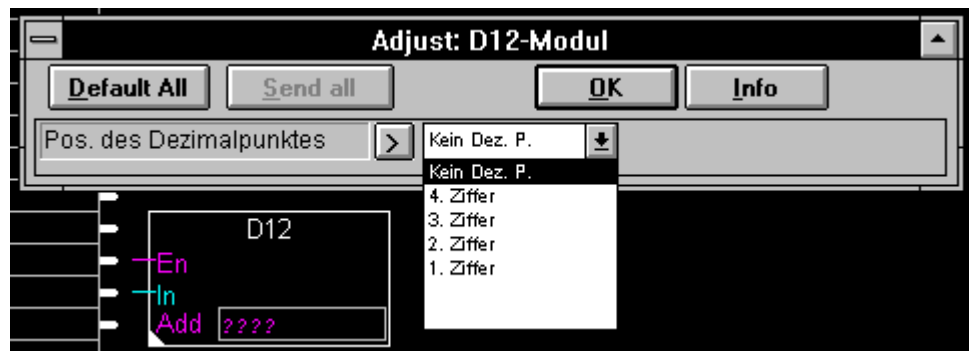 Adjust: D12-Modul
Default All Send all OK Info
Pos. des Dezimalpunktes > Kein Dez. P.
Kein Dez. P.
4. Ziffer
3. Ziffer
2. Ziffer
1. Ziffer
D12
En
In
Add ????